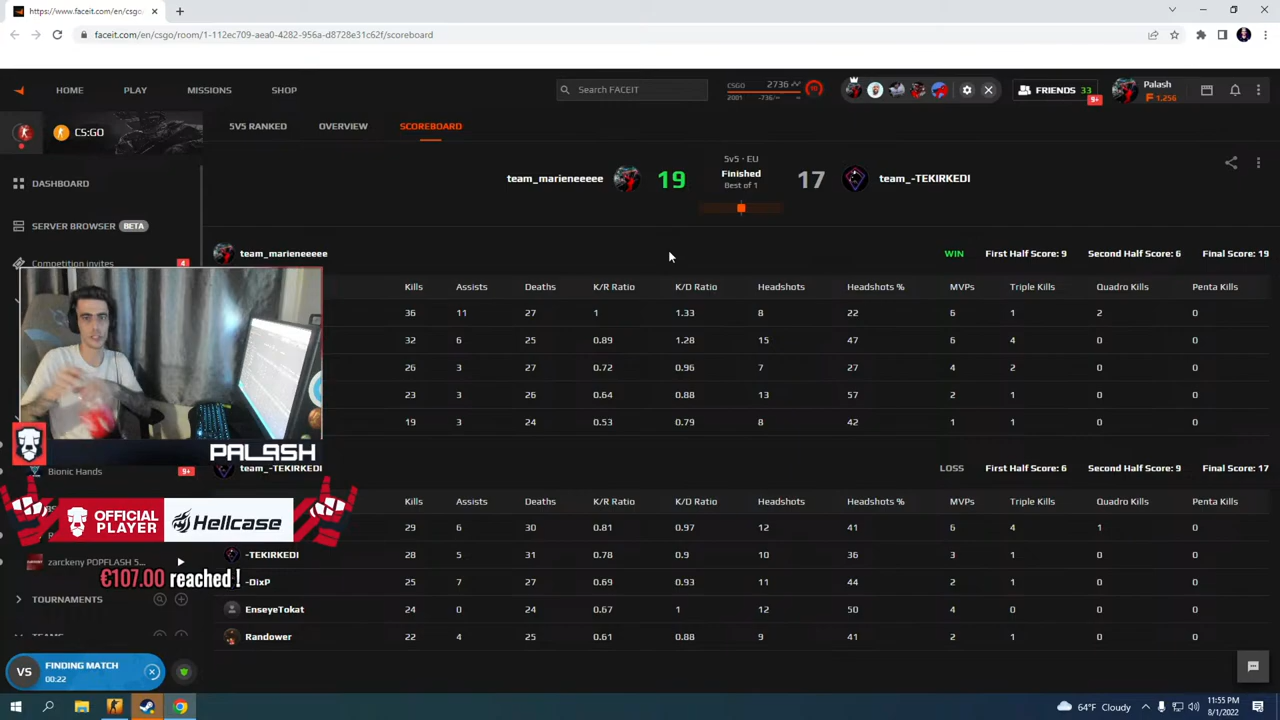 https://www.faceit.com/en/csgo
faceit.com/en/csgo/room/1-112ec709-aea0-4282-956a-d8728e31c62f/scoreboard
HOME PLAY MISSIONS SHOP Search FACEIT CSGO 2736 2001 -736/∞ FRIENDS 33 9+ Palash 1,256
CS:GO 5V5 RANKED OVERVIEW SCOREBOARD
DASHBOARD
SERVER BROWSER BETA
Competition invites 4
team_marieneeeee 19 5v5 · EU Finished Best of 1 17 team_-TEKIRKEDI
team_marieneeeee WIN First Half Score: 9 Second Half Score: 6 Final Score: 19
Kills Assists Deaths K/R Ratio K/D Ratio Headshots Headshots % MVPs Triple Kills Quadro Kills Penta Kills
36 11 27 1 1.33 8 22 6 1 2 0
32 6 25 0.89 1.28 15 47 6 4 0 0
26 3 27 0.72 0.96 7 27 4 2 0 0
23 3 26 0.64 0.88 13 57 2 1 0 0
19 3 24 0.53 0.79 8 42 1 1 0 0
PALASH
team_-TEKIRKEDI LOSS First Half Score: 6 Second Half Score: 9 Final Score: 17
Bionic Hands 9+
Kills Assists Deaths K/R Ratio K/D Ratio Headshots Headshots % MVPs Triple Kills Quadro Kills Penta Kills
OFFICIAL PLAYER Hellcase
29 6 30 0.81 0.97 12 41 6 4 1 0
-TEKIRKEDI 28 5 31 0.78 0.9 10 36 3 1 0 0
zarckeny POPFLASH 5...
€107.00 reached !
-DixP 25 7 27 0.69 0.93 11 44 2 1 0 0
EnseyeTokat 24 0 24 0.67 1 12 50 4 0 0 0
Randower 22 4 25 0.61 0.88 9 41 2 1 0 0
TOURNAMENTS
TEAMS
VS FINDING MATCH
00:22
64°F Cloudy 11:55 PM
8/1/2022